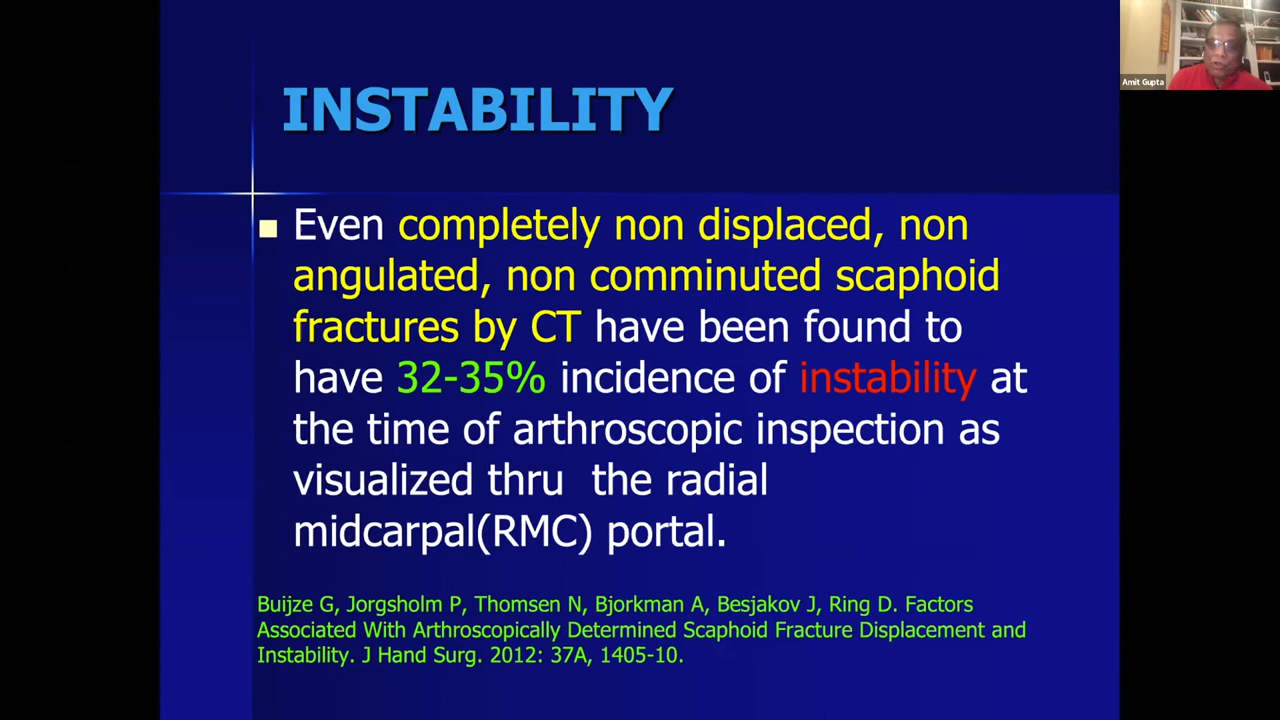 INSTABILITY
Even completely non displaced, non
angulated, non comminuted scaphoid
fractures by CT have been found to
have 32-35% incidence of instability at
the time of arthroscopic inspection as
visualized thru  the radial
midcarpal(RMC) portal.
Buijze G, Jorgsholm P, Thomsen N, Bjorkman A, Besjakov J, Ring D. Factors
Associated With Arthroscopically Determined Scaphoid Fracture Displacement and
Instability. J Hand Surg. 2012: 37A, 1405-10.
Amit Gupta